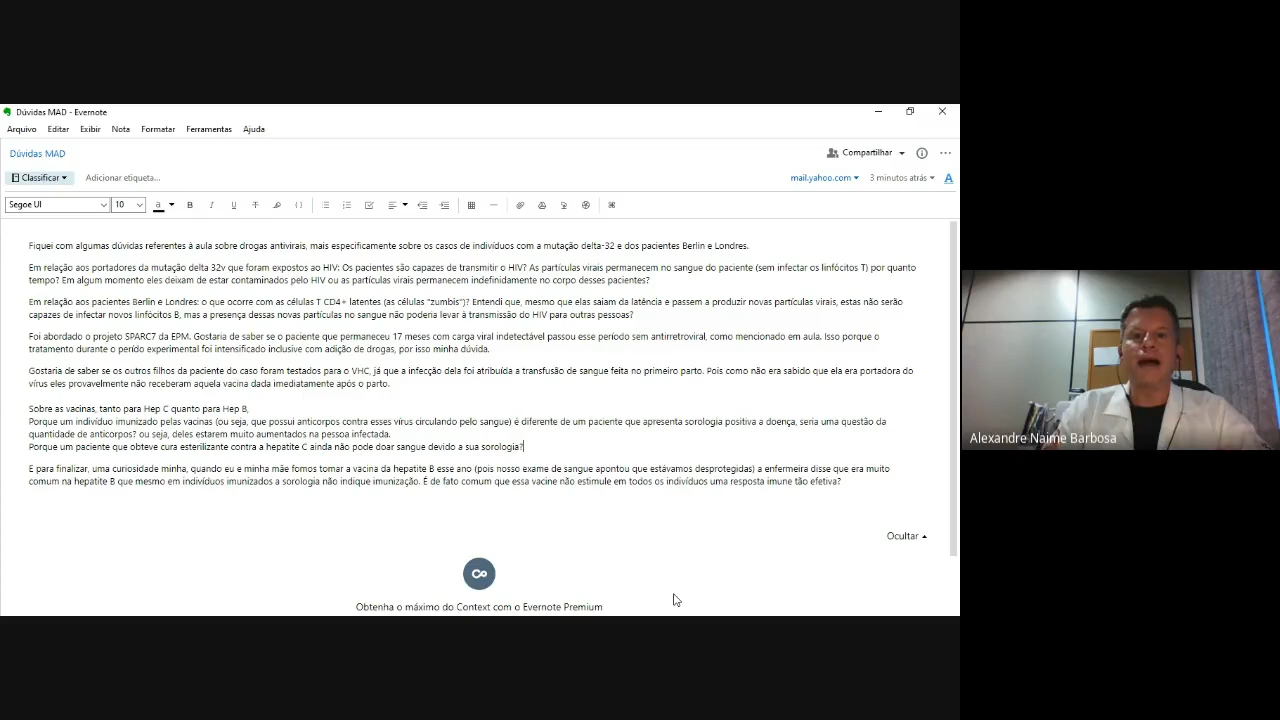 Dúvidas MAD - Evernote
Arquivo Editar Exibir Nota Formatar Ferramentas Ajuda
Dúvidas MAD
Compartilhar
Classificar
Adicionar etiqueta...
mail.yahoo.com
3 minutos atrás
A
Segoe UI
10
a B I U T
Fiquei com algumas dúvidas referentes à aula sobre drogas antivirais, mais especificamente sobre os casos de indivíduos com a mutação delta-32 e dos pacientes Berlin e Londres.
Em relação aos portadores da mutação delta 32v que foram expostos ao HIV: Os pacientes são capazes de transmitir o HIV? As partículas virais permanecem no sangue do paciente (sem infectar os linfócitos T) por quanto
tempo? Em algum momento eles deixam de estar contaminados pelo HIV ou as partículas virais permanecem indefinidamente no corpo desses pacientes?
Em relação aos pacientes Berlin e Londres: o que ocorre com as células T CD4+ latentes (as células "zumbis")? Entendi que, mesmo que elas saiam da latência e passem a produzir novas partículas virais, estas não serão
capazes de infectar novos linfócitos B, mas a presença dessas novas partículas no sangue não poderia levar à transmissão do HIV para outras pessoas?
Foi abordado o projeto SPARC7 da EPM. Gostaria de saber se o paciente que permaneceu 17 meses com carga viral indetectável passou esse período sem antirretroviral, como mencionado em aula. Isso porque o
tratamento durante o perído experimental foi intensificado inclusive com adição de drogas, por isso minha dúvida.
Gostaria de saber se os outros filhos da paciente do caso foram testados para o VHC, já que a infecção dela foi atribuída a transfusão de sangue feita no primeiro parto. Pois como não era sabido que ela era portadora do
vírus eles provavelmente não receberam aquela vacina dada imediatamente após o parto.
Sobre as vacinas, tanto para Hep C quanto para Hep B,
Porque um indivíduo imunizado pelas vacinas (ou seja, que possui anticorpos contra esses vírus circulando pelo sangue) é diferente de um paciente que apresenta sorologia positiva a doença, seria uma questão da
quantidade de anticorpos? ou seja, deles estarem muito aumentados na pessoa infectada.
Porque um paciente que obteve cura esterilizante contra a hepatite C ainda não pode doar sangue devido a sua sorologia?
E para finalizar, uma curiosidade minha, quando eu e minha mãe fomos tomar a vacina da hepatite B esse ano (pois nosso exame de sangue apontou que estávamos desprotegidas) a enfermeira disse que era muito
comum na hepatite B que mesmo em indivíduos imunizados a sorologia não indique imunização. É de fato comum que essa vacine não estimule em todos os indivíduos uma resposta imune tão efetiva?
Ocultar
Obtenha o máximo do Context com o Evernote Premium
Alexandre Naime Barbosa